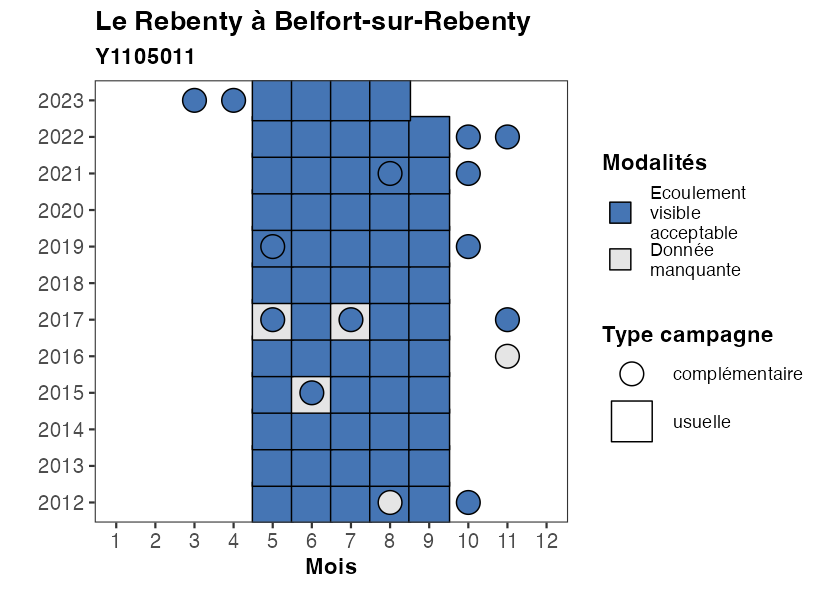 Le Rebenty à Belfort-sur-Rebenty
Y1105011
2023
2022
2021
2020
2019
2018
2017
2016
2015
2014
2013
2012
1 2 3 4 5 6 7 8 9 10 11 12
Mois
Modalités
Ecoulement
visible
acceptable
Donnée
manquante
Type campagne
complémentaire
usuelle